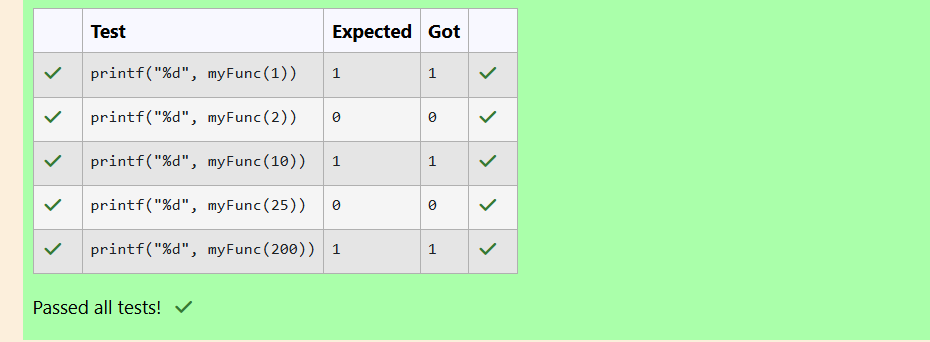 Test Expected Got
printf("%d", myFunc(1)) 1 1
printf("%d", myFunc(2)) 0 0
printf("%d", myFunc(10)) 1 1
printf("%d", myFunc(25)) 0 0
printf("%d", myFunc(200)) 1 1
Passed all tests!